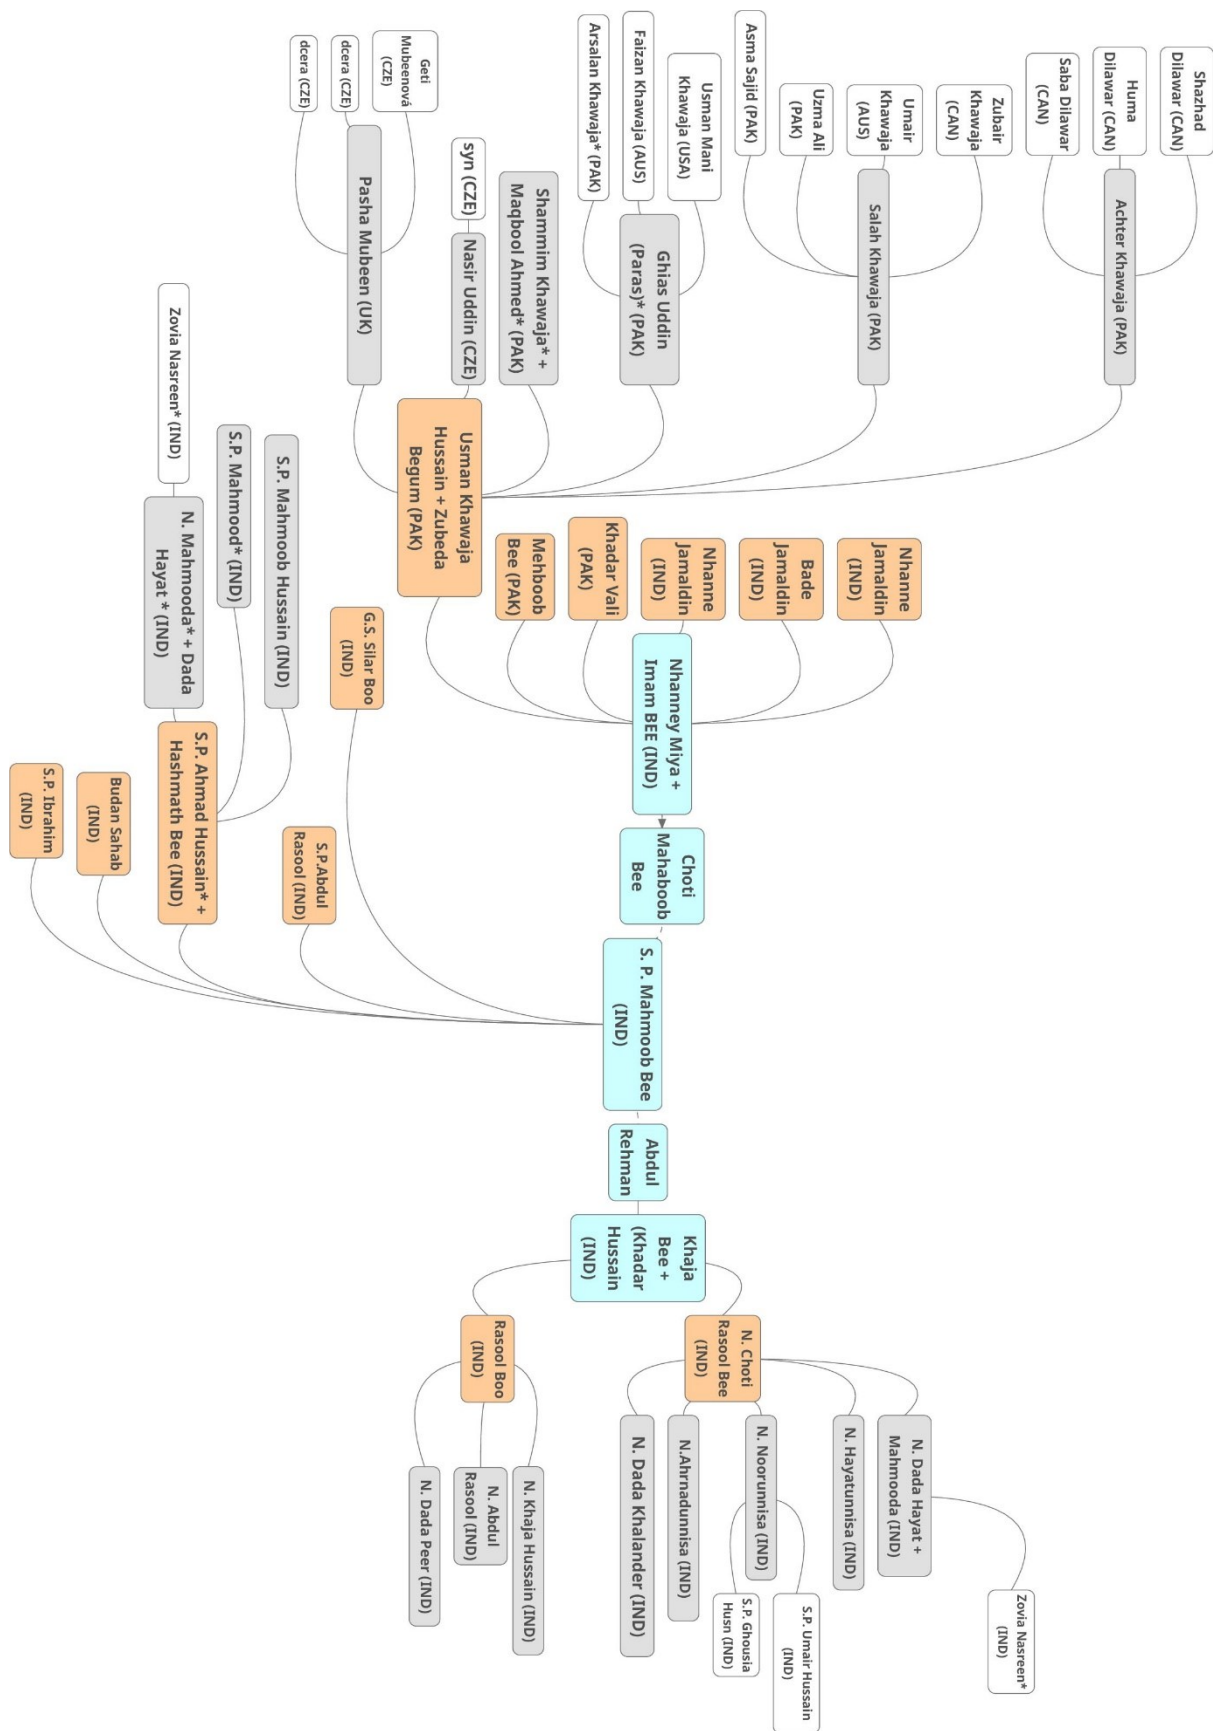 Shazhad
Dilawar (CAN)
Huma
Dilawar (CAN)
Saba Dilawar
(CAN)
Achter Khawaja (PAK)
Zubair
Khawaja
(CAN)
Umair
Khawaja
(AUS)
Uzma Ali
(PAK)
Asma Sajid (PAK)
Salah Khawaja (PAK)
Usman Mani
Khawaja (USA)
Faizan Khawaja (AUS)
Arsalan Khawaja* (PAK)
Ghias Uddin
(Paras)* (PAK)
Shammim Khawaja* +
Maqbool Ahmed* (PAK)
syn (CZE)
Nasir Uddin (CZE)
Geti
Mubeenová
(CZE)
dcera (CZE)
dcera (CZE)
Pasha Mubeen (UK)
Usman Khawaja
Hussain + Zubeda
Begum (PAK)
Nhanne
Jamaldin
(IND)
Bade
Jamaldin
(IND)
Nhanne
Jamaldin
(IND)
Khadar Vali
(PAK)
Mehboob
Bee (PAK)
Nhanney Miya +
Imam BEE (IND)
Choti
Mahaboob
Bee
G.S. Silar Boo
(IND)
S.P.Abdul
Rasool (IND)
S.P. Mahmoob Hussain (IND)
S.P. Mahmood* (IND)
Zovia Nasreen* (IND)
N. Mahmooda* + Dada
Hayat * (IND)
S.P. Ahmad Hussain* +
Hashmath Bee (IND)
Budan Sahab
(IND)
S.P. Ibrahim
(IND)
S. P. Mahmoob Bee
(IND)
Abdul
Rehman
Khaja
Bee +
(Khadar
Hussain
(IND)
N. Choti
Rasool Bee
(IND)
N. Dada Hayat +
Mahmooda (IND)
Zovia Nasreen*
(IND)
N. Hayatunnisa (IND)
N. Noorunnisa (IND)
S.P. Umair Hussain
(IND)
S.P. Ghousia
Husn (IND)
N.Ahrnadunnisa (IND)
N. Dada Khalander (IND)
Rasool Boo
(IND)
N. Khaja Hussain (IND)
N. Abdul
Rasool (IND)
N. Dada Peer (IND)